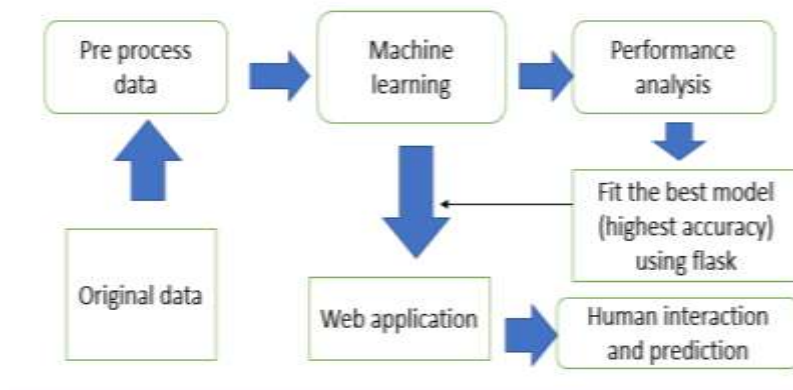 Pre process
data
Machine
learning
Performance
analysis
Fit the best model
(highest accuracy)
using flask
Original data
Web application
Human interaction
and prediction